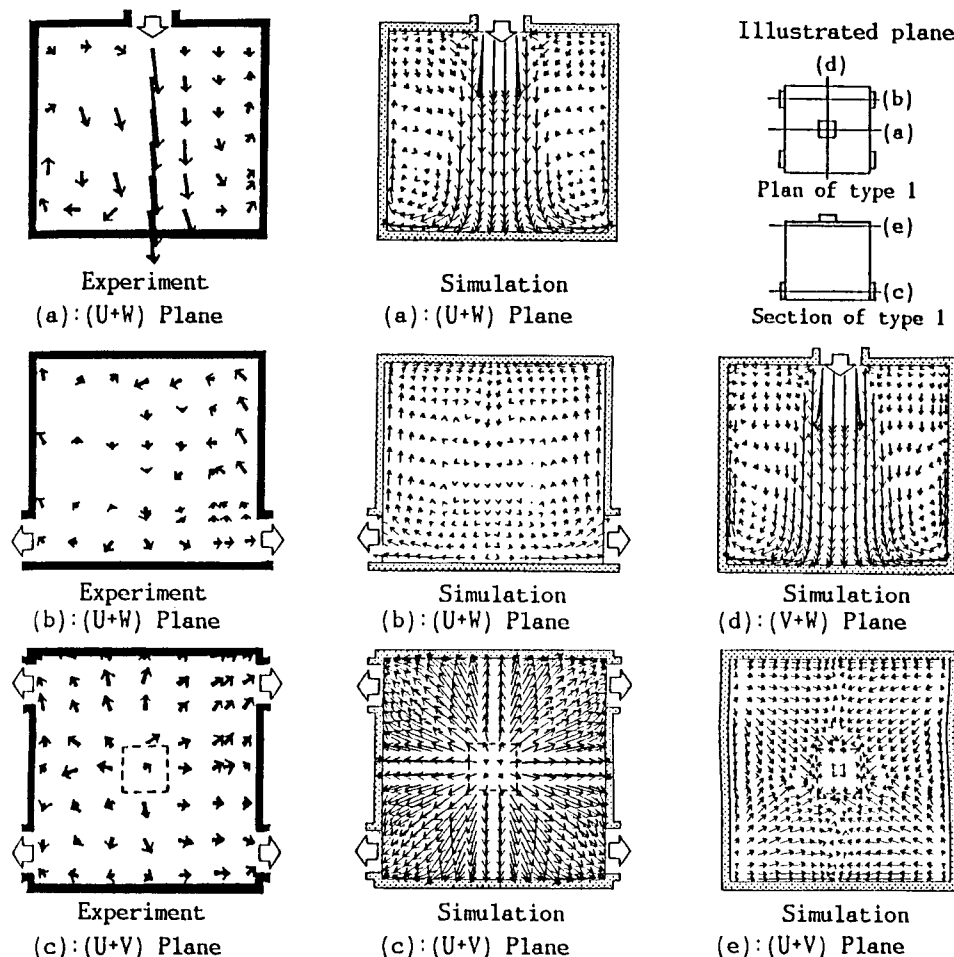 Illustrated plane
(d)
(b)
(a)
Plan of type 1
(e)
(c)
Section of type 1
Experiment
(a):(U+W) Plane
Simulation
(a):(U+W) Plane
Experiment
(b):(U+W) Plane
Simulation
(b):(U+W) Plane
Simulation
(d):(V+W) Plane
Experiment
(c):(U+V) Plane
Simulation
(c):(U+V) Plane
Simulation
(e):(U+V) Plane